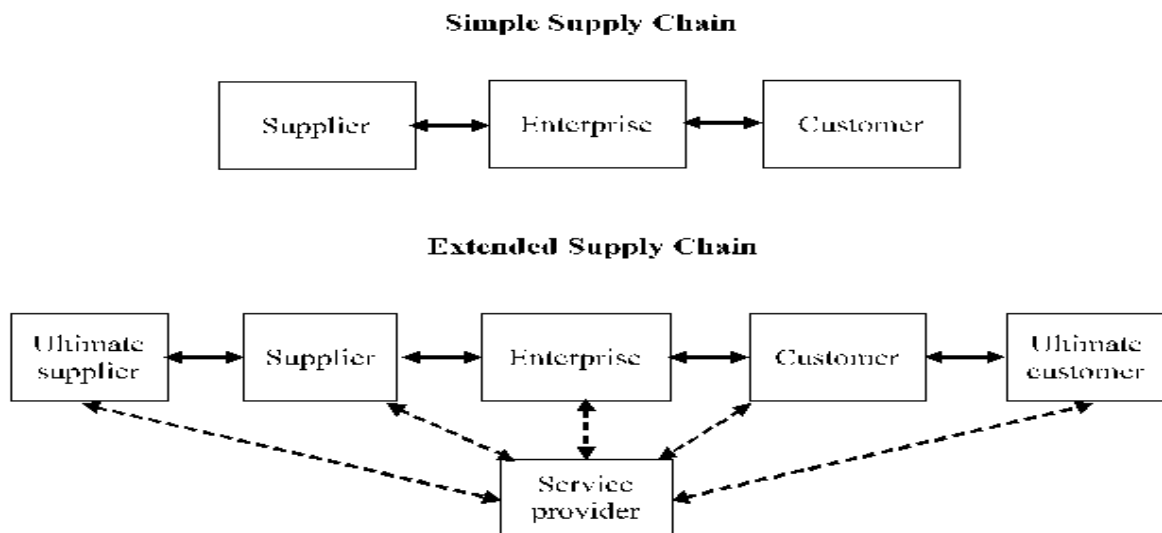 Simple Supply Chain
Supplier
Enterprise
Customer
Extended Supply Chain
Ultimate
supplier
Supplier
Enterprise
Customer
Ultimate
customer
Service
provider